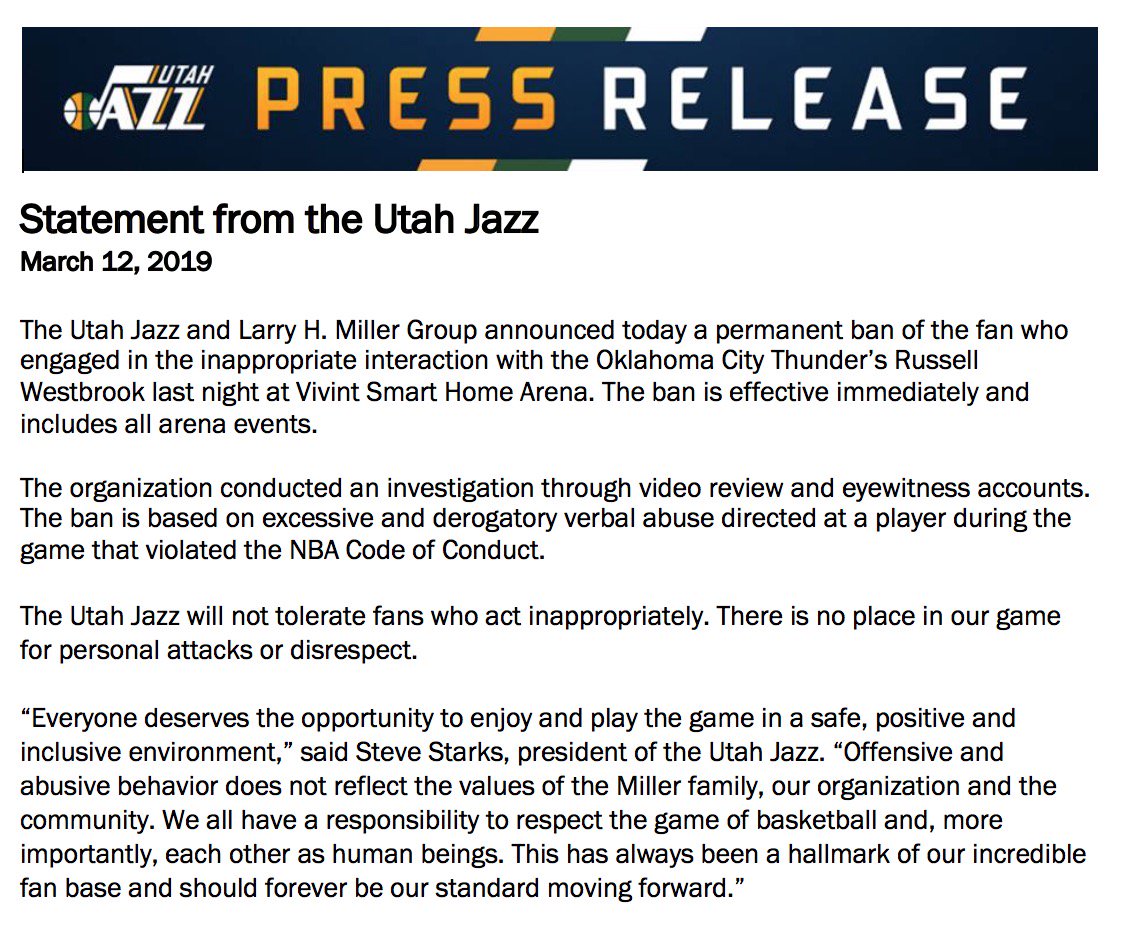 UTAH
JAZZ
PRESS RELEASE
Statement from the Utah Jazz
March 12, 2019
The Utah Jazz and Larry H. Miller Group announced today a permanent ban of the fan who
engaged in the inappropriate interaction with the Oklahoma City Thunder’s Russell
Westbrook last night at Vivint Smart Home Arena. The ban is effective immediately and
includes all arena events.
The organization conducted an investigation through video review and eyewitness accounts.
The ban is based on excessive and derogatory verbal abuse directed at a player during the
game that violated the NBA Code of Conduct.
The Utah Jazz will not tolerate fans who act inappropriately. There is no place in our game
for personal attacks or disrespect.
“Everyone deserves the opportunity to enjoy and play the game in a safe, positive and
inclusive environment,” said Steve Starks, president of the Utah Jazz. “Offensive and
abusive behavior does not reflect the values of the Miller family, our organization and the
community. We all have a responsibility to respect the game of basketball and, more
importantly, each other as human beings. This has always been a hallmark of our incredible
fan base and should forever be our standard moving forward.”